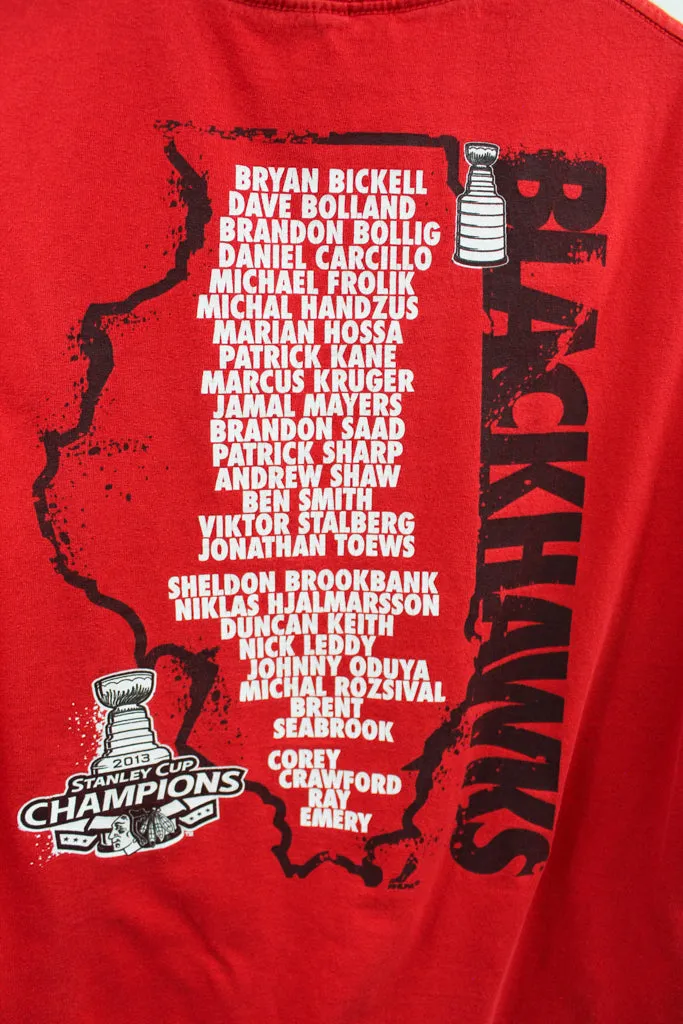 BRYAN BICKELL
DAVE BOLLAND
BRANDON BOLLIG
DANIEL CARCILLO
MICHAEL FROLIK
MICHAL HANDZUS
MARIAN HOSSA
PATRICK KANE
MARCUS KRUGER
JAMAL MAYERS
BRANDON SAAD
PATRICK SHARP
ANDREW SHAW
BEN SMITH
VIKTOR STALBERG
JONATHAN TOEWS
SHELDON BROOKBANK
NIKLAS HJALMARSSON
DUNCAN KEITH
NICK LEDDY
JOHNNY ODUYA
MICHAL ROZSIVAL
BRENT
SEABROOK
COREY
CRAWFORD
RAY
EMERY
BLACKHAWKS
2013
STANLEY CUP
CHAMPIONS